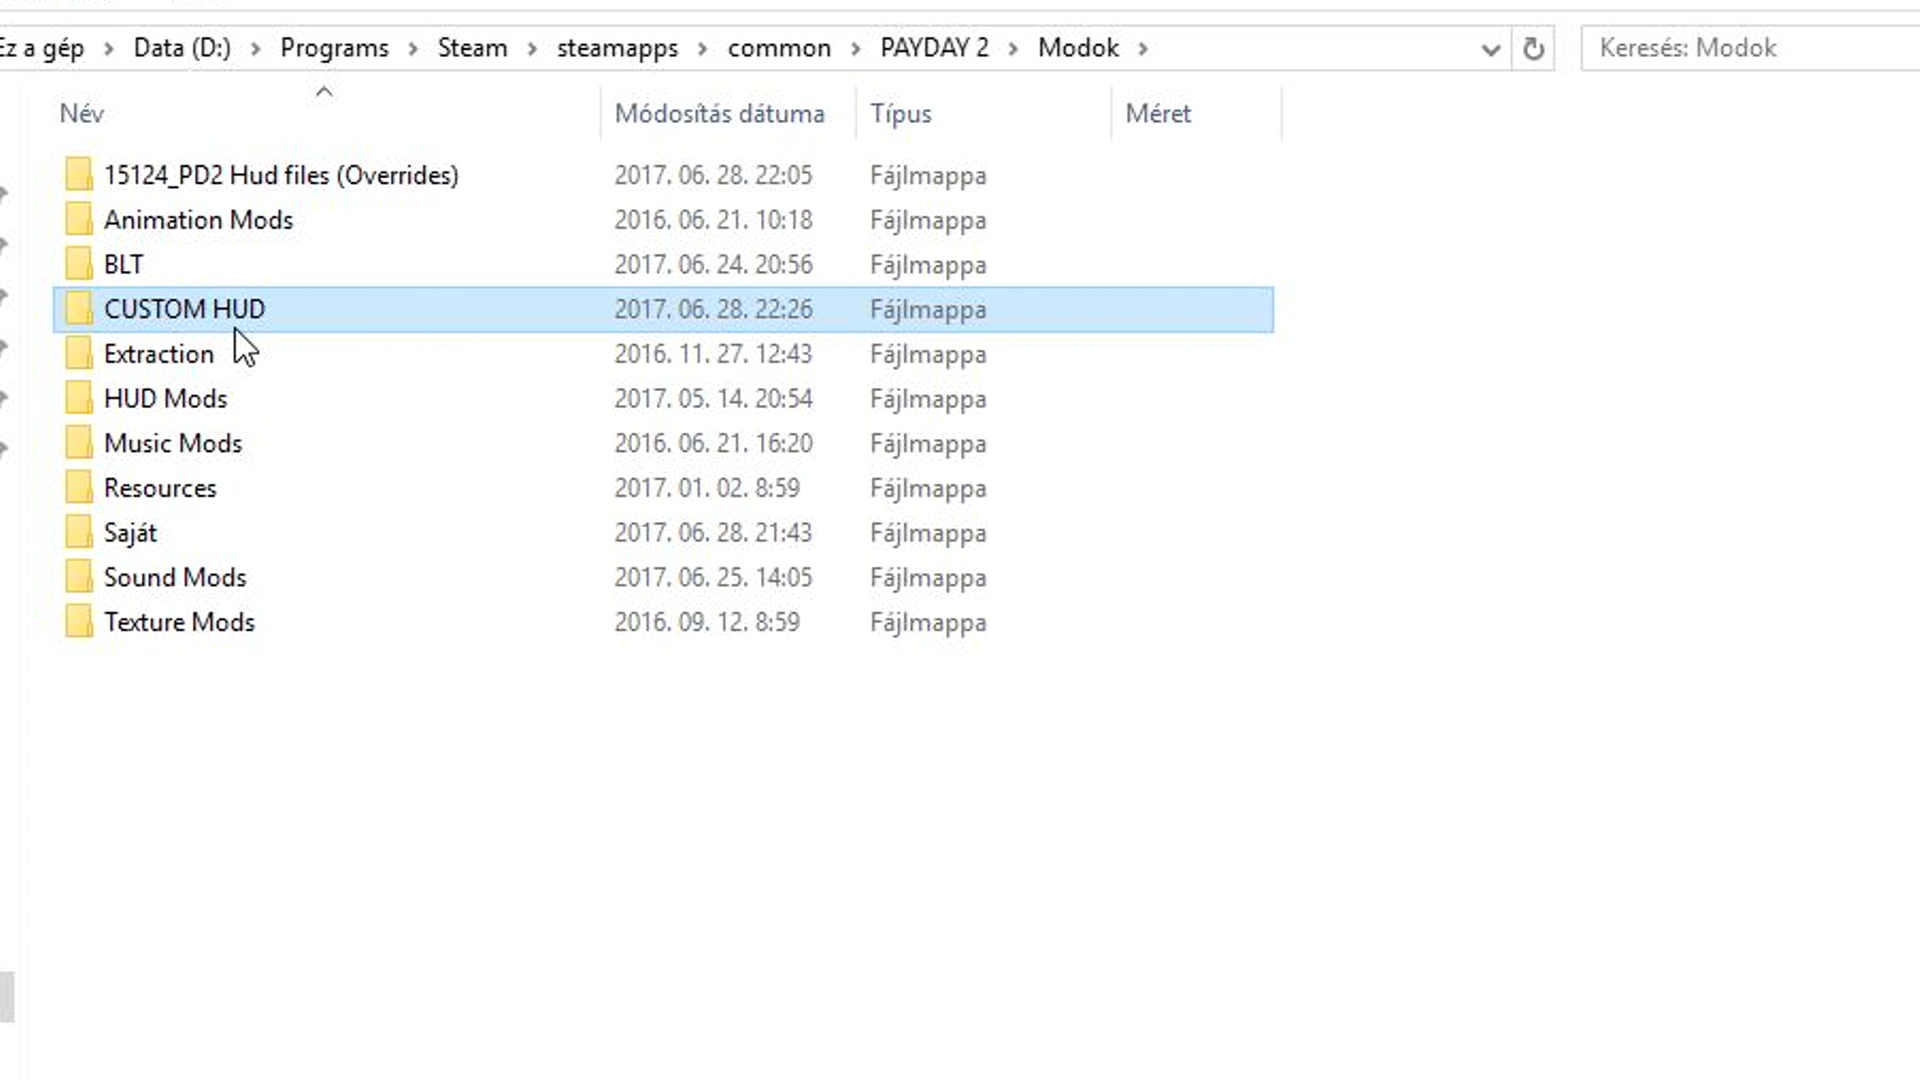 Ez a gép > Data (D:) > Programs > Steam > steamapps > common > PAYDAY 2 > Modok > Keresés: Modok
Név Módosítás dátuma Típus Méret
15124_PD2 Hud files (Overrides) 2017. 06. 28. 22:05 Fájlmappa
Animation Mods 2016. 06. 21. 10:18 Fájlmappa
BLT 2017. 06. 24. 20:56 Fájlmappa
CUSTOM HUD 2017. 06. 28. 22:26 Fájlmappa
Extraction 2016. 11. 27. 12:43 Fájlmappa
HUD Mods 2017. 05. 14. 20:54 Fájlmappa
Music Mods 2016. 06. 21. 16:20 Fájlmappa
Resources 2017. 01. 02. 8:59 Fájlmappa
Saját 2017. 06. 28. 21:43 Fájlmappa
Sound Mods 2017. 06. 25. 14:05 Fájlmappa
Texture Mods 2016. 09. 12. 8:59 Fájlmappa